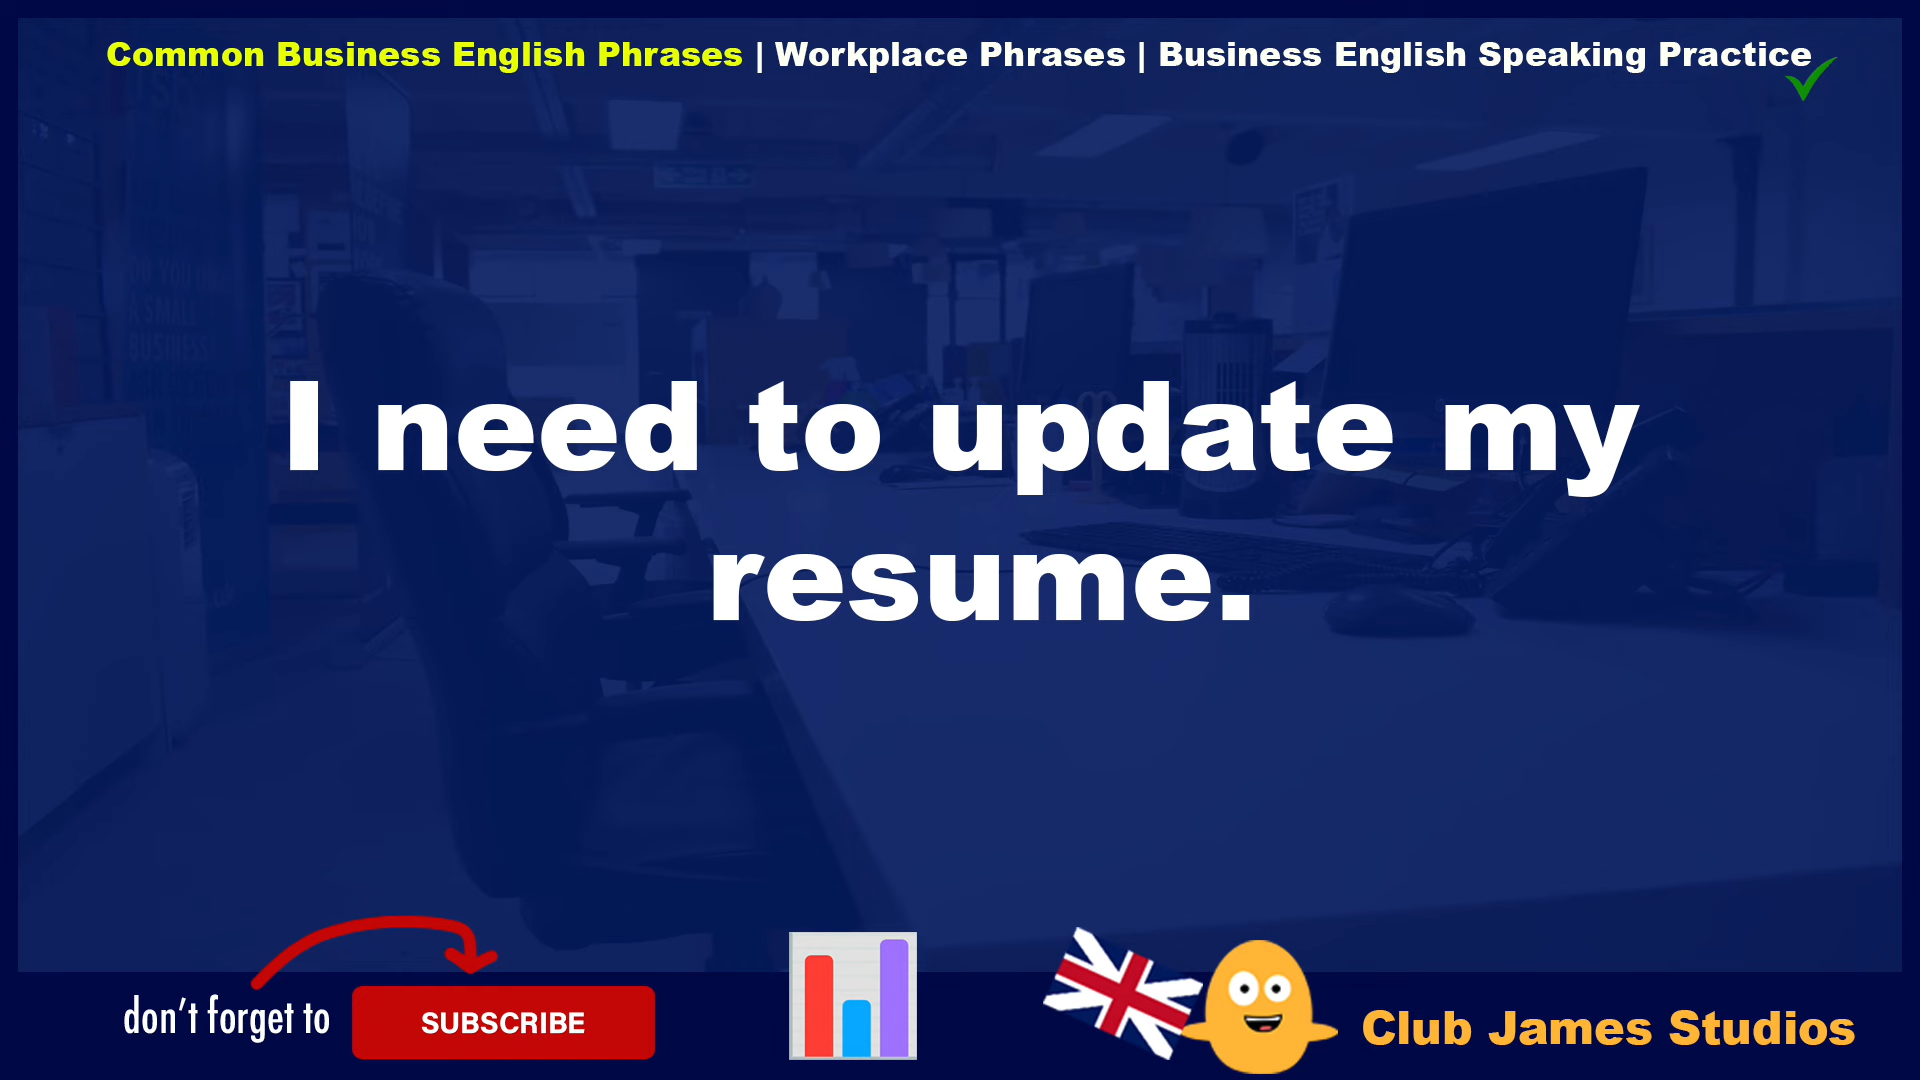 Common Business English Phrases | Workplace Phrases | Business English Speaking Practice
I need to update my
resume.
don't forget to
SUBSCRIBE
Club James Studios